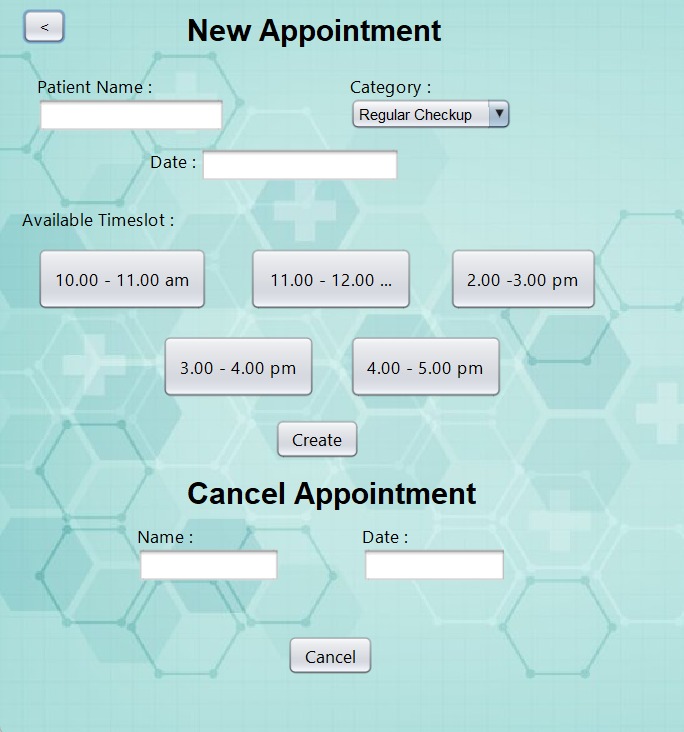 <
New Appointment
Patient Name :
Category :
Regular Checkup
Date :
Available Timeslot :
10.00 - 11.00 am
11.00 - 12.00 ...
2.00 -3.00 pm
3.00 - 4.00 pm
4.00 - 5.00 pm
Create
Cancel Appointment
Name :
Date :
Cancel